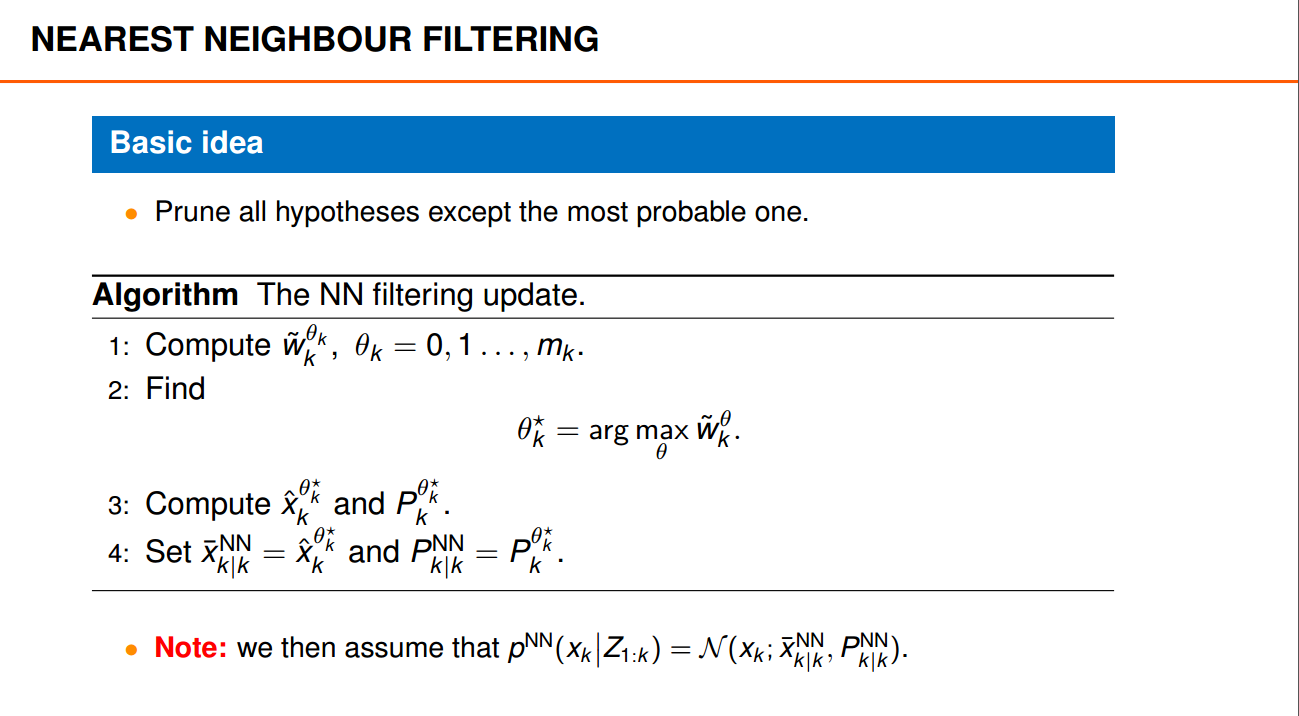 NEAREST NEIGHBOUR FILTERING
Basic idea
• Prune all hypotheses except the most probable one.
Algorithm The NN filtering update.
1: Compute $\tilde{w}_k^{\theta_k}$, $\theta_k = 0, 1 \ldots, m_k$.
2: Find
$\theta_k^\star = \arg\max_\theta \tilde{w}_k^\theta.$
3: Compute $\hat{x}_k^{\theta_k^\star}$ and $P_k^{\theta_k^\star}$.
4: Set $\bar{x}_{k|k}^{\text{NN}} = \hat{x}_k^{\theta_k^\star}$ and $P_{k|k}^{\text{NN}} = P_k^{\theta_k^\star}$.
• Note: we then assume that $p^{\text{NN}}(x_k|Z_{1:k}) = \mathcal{N}(x_k; \bar{x}_{k|k}^{\text{NN}}, P_{k|k}^{\text{NN}})$.